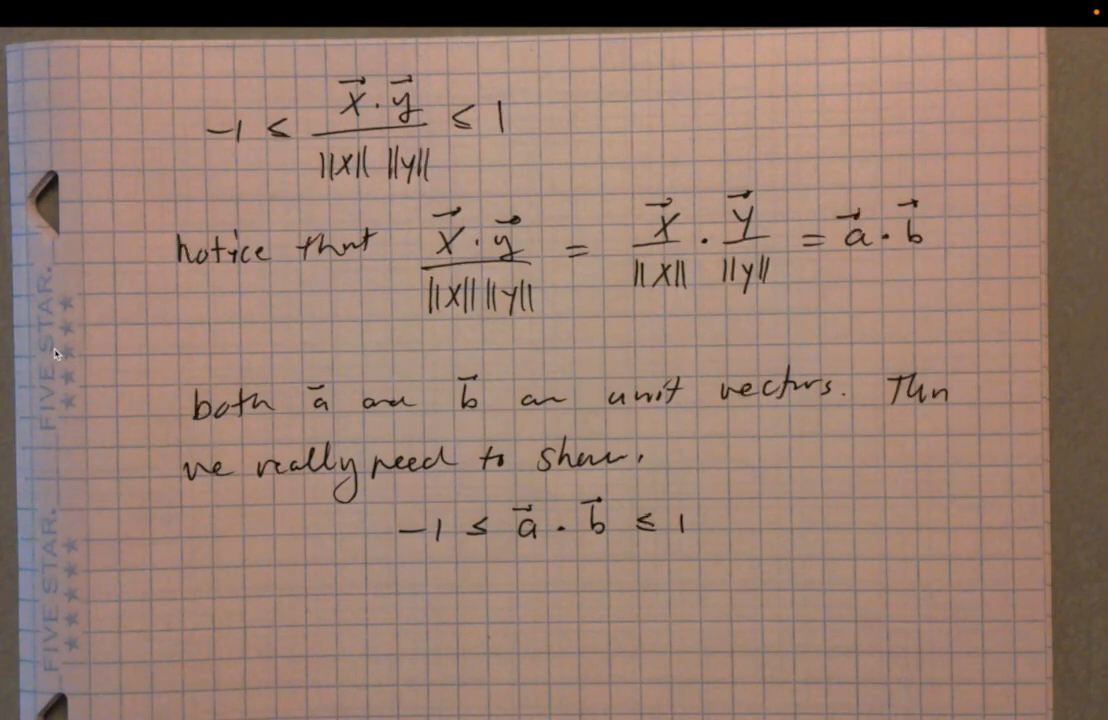 -1 ≤ x⃗·y⃗ / ||x|| ||y|| ≤ 1
notice that x⃗·y⃗ / ||x|| ||y|| = x⃗/||x|| · y⃗/||y|| = a⃗·b⃗
both a⃗ and b⃗ are unit vectors. Then
we really need to show.
-1 ≤ a⃗·b⃗ ≤ 1
FIVE STAR.
FIVE STAR.